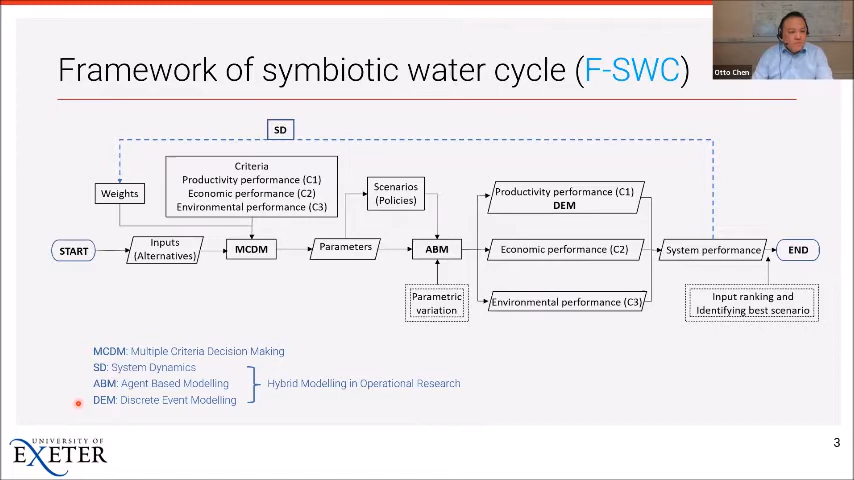 Framework of symbiotic water cycle (F-SWC)
Otto Chen
SD
Criteria
Productivity performance (C1)
Economic performance (C2)
Environmental performance (C3)
Weights
Scenarios
(Policies)
Productivity performance (C1)
DEM
START
Inputs
(Alternatives)
MCDM
Parameters
ABM
Economic performance (C2)
System performance
END
Parametric
variation
Environmental performance (C3)
Input ranking and
Identifying best scenario
MCDM: Multiple Criteria Decision Making
SD: System Dynamics
ABM: Agent Based Modelling
Hybrid Modelling in Operational Research
DEM: Discrete Event Modelling
UNIVERSITY OF
EXETER
3